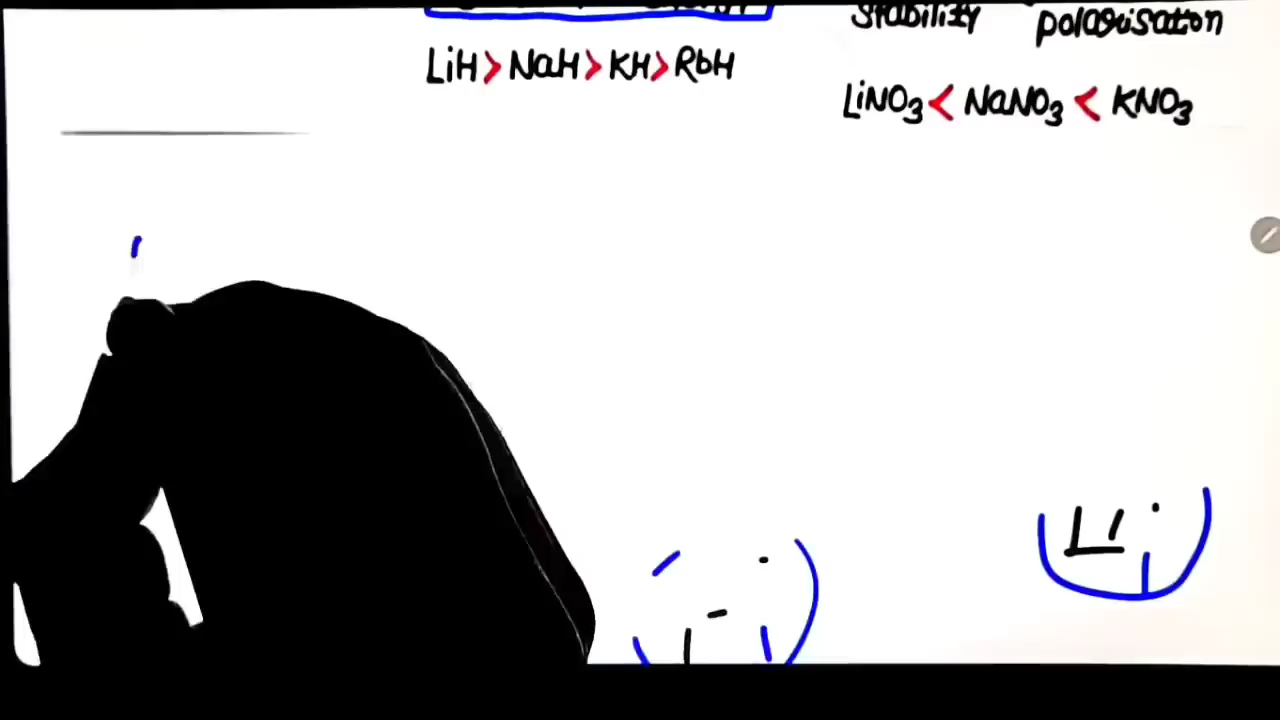 stability
polarisation
LiH > NaH > KH > RbH
LiNO3 < NaNO3 < KNO3
Li